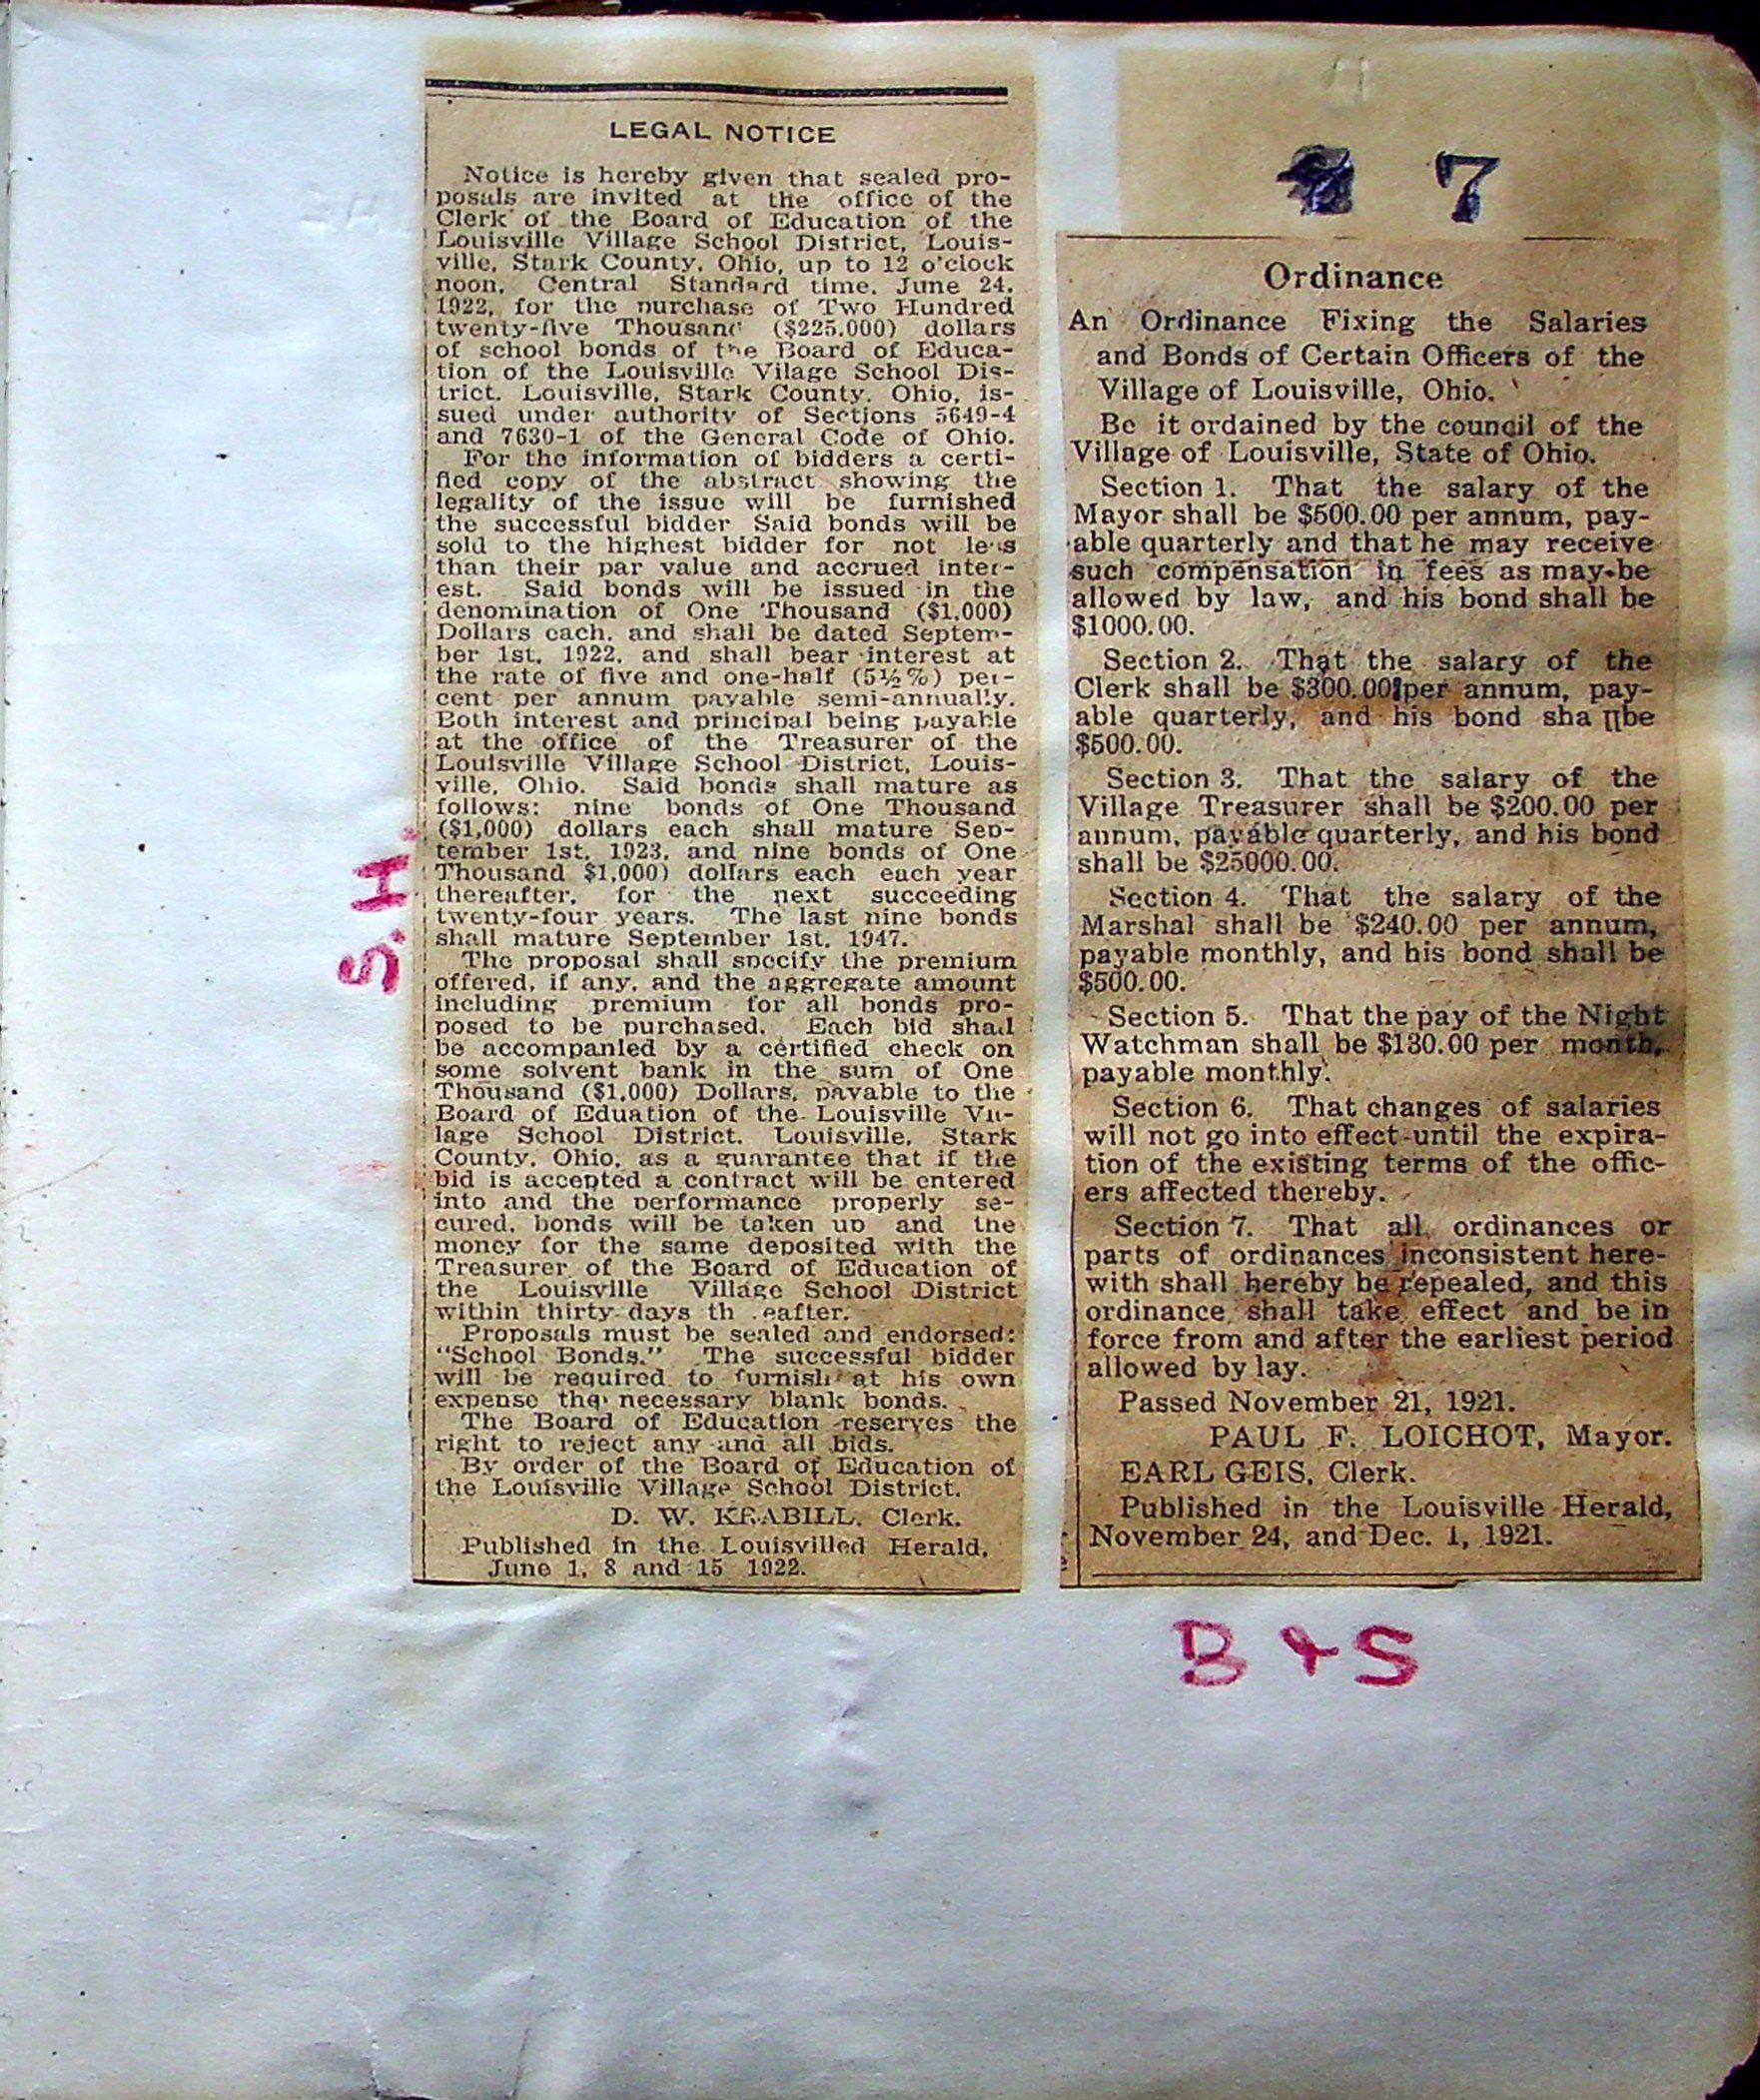 LEGAL NOTICE
Notice is hereby given that sealed pro-
posals are invited at the office of the
Clerk of the Board of Education of the
Louisville Village School District, Louis-
ville, Stark County, Ohio, up to 12 o'clock
noon, Central Standard time, June 24,
1922, for the purchase of Two Hundred
twenty-five Thousand ($225.000) dollars
of school bonds of the Board of Educa-
tion of the Louisville Vilage School Dis-
trict. Louisville, Stark County, Ohio, is-
sued under authority of Sections 5649-4
and 7630-1 of the General Code of Ohio.
For the information of bidders a certi-
fied copy of the abstract showing the
legality of the issue will be furnished
the successful bidder Said bonds will be
sold to the highest bidder for not less
than their par value and accrued inter-
est. Said bonds will be issued in the
denomination of One Thousand ($1,000)
Dollars each, and shall be dated Septem-
ber 1st, 1922, and shall bear interest at
the rate of five and one-half (5½%) per-
cent per annum payable semi-annually.
Both interest and principal being payable
at the office of the Treasurer of the
Louisville Village School District, Louis-
ville, Ohio. Said bonds shall mature as
follows: nine bonds of One Thousand
($1,000) dollars each shall mature Sep-
tember 1st, 1923, and nine bonds of One
Thousand $1,000) dollars each each year
thereafter, for the next succeeding
twenty-four years. The last nine bonds
shall mature September 1st, 1947.
The proposal shall specify the premium
offered, if any, and the aggregate amount
including premium for all bonds pro-
posed to be purchased. Each bid shall
be accompanied by a certified check on
some solvent bank in the sum of One
Thousand ($1,000) Dollars, payable to the
Board of Eduation of the Louisville Vil-
lage School District. Louisville, Stark
County, Ohio, as a guarantee that if the
bid is accepted a contract will be entered
into and the performance properly se-
cured, bonds will be taken up and the
money for the same deposited with the
Treasurer of the Board of Education of
the Louisville Village School District
within thirty days th eafter.
Proposals must be sealed and endorsed:
"School Bonds." The successful bidder
will be required to furnish at his own
expense the necessary blank bonds.
The Board of Education reserves the
right to reject any and all bids.
By order of the Board of Education of
the Louisville Village School District.
D. W. KRABILL, Clerk.
Published in the Louisvilled Herald,
June 1, 8 and 15 1922.
S. H.
7
Ordinance
An Ordinance Fixing the Salaries
and Bonds of Certain Officers of the
Village of Louisville, Ohio.
Be it ordained by the council of the
Village of Louisville, State of Ohio.
Section 1. That the salary of the
Mayor shall be $500.00 per annum, pay-
able quarterly and that he may receive
such compensation in fees as may be
allowed by law, and his bond shall be
$1000.00.
Section 2. That the salary of the
Clerk shall be $300.00 per annum, pay-
able quarterly, and his bond sha ll be
$500.00.
Section 3. That the salary of the
Village Treasurer shall be $200.00 per
annum, payable quarterly, and his bond
shall be $25000.00.
Section 4. That the salary of the
Marshal shall be $240.00 per annum,
payable monthly, and his bond shall be
$500.00.
Section 5. That the pay of the Night
Watchman shall be $130.00 per month,
payable monthly.
Section 6. That changes of salaries
will not go into effect until the expira-
tion of the existing terms of the offic-
ers affected thereby.
Section 7. That all ordinances or
parts of ordinances inconsistent here-
with shall hereby be repealed, and this
ordinance shall take effect and be in
force from and after the earliest period
allowed by lay.
Passed November 21, 1921.
PAUL F. LOICHOT, Mayor.
EARL GEIS, Clerk.
Published in the Louisville Herald,
November 24, and Dec. 1, 1921.
B & S